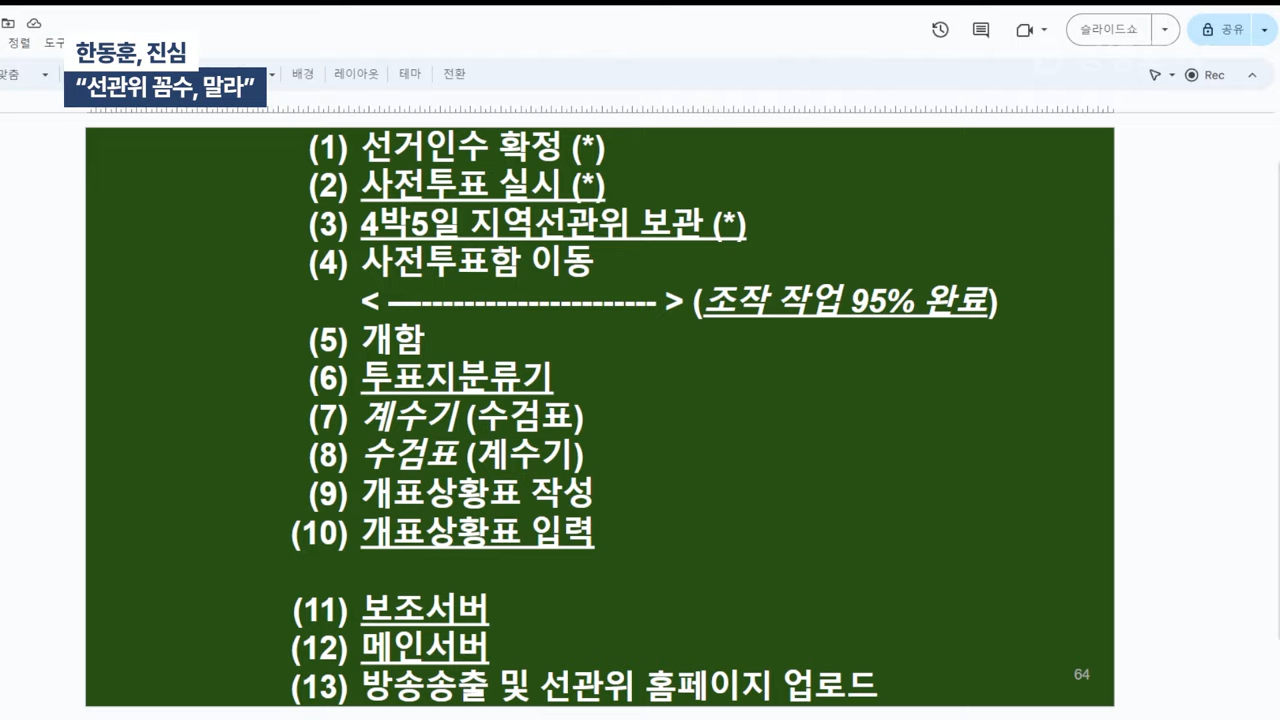 한동훈, 진심
“선관위 꼼수, 말라”
정렬 도구
맞춤 배경 레이아웃 테마 전환
슬라이드쇼 공유
Rec
(1) 선거인수 확정 (*)
(2) 사전투표 실시 (*)
(3) 4박5일 지역선관위 보관 (*)
(4) 사전투표함 이동
< —----------------------- > (조작 작업 95% 완료)
(5) 개함
(6) 투표지분류기
(7) 계수기 (수검표)
(8) 수검표 (계수기)
(9) 개표상황표 작성
(10) 개표상황표 입력
(11) 보조서버
(12) 메인서버
(13) 방송송출 및 선관위 홈페이지 업로드
64